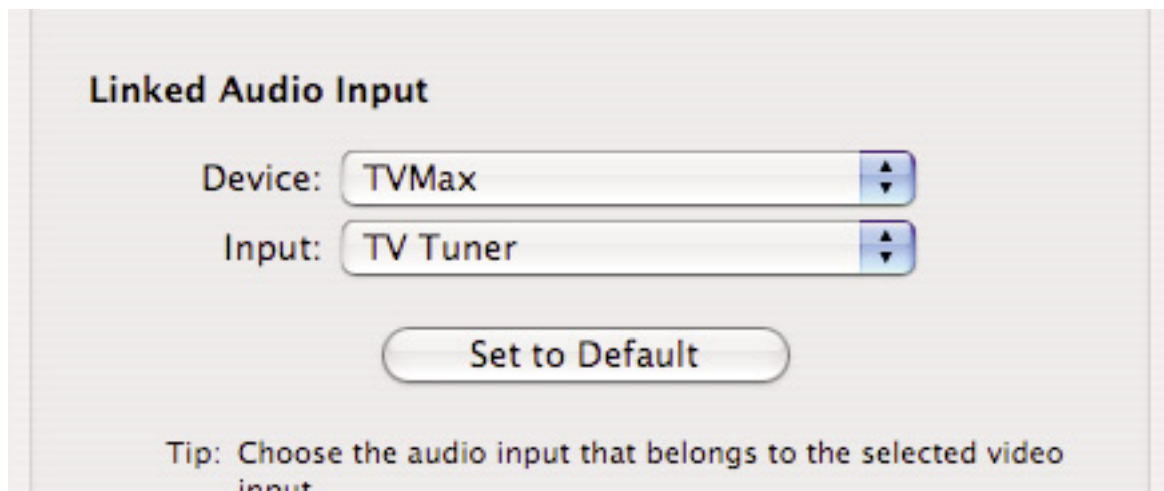 Linked Audio Input
Device: TVMax
Input: TV Tuner
Set to Default
Tip: Choose the audio input that belongs to the selected video
input